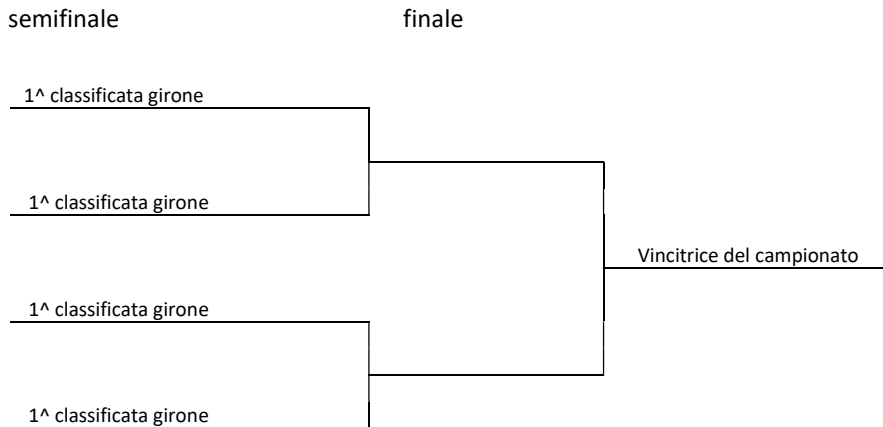 semifinale finale
1^ classificata girone
1^ classificata girone
Vincitrice del campionato
1^ classificata girone
1^ classificata girone